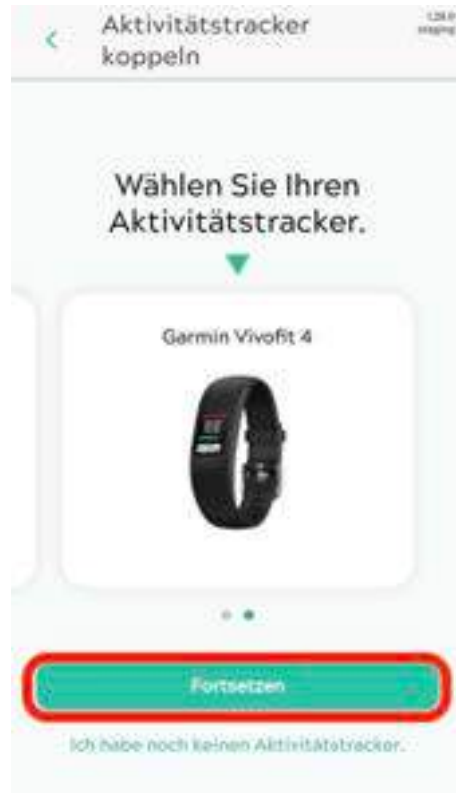 Aktivitätstracker
koppeln
Wählen Sie Ihren
Aktivitätstracker.
Garmin Vivofit 4
Fortsetzen
Ich habe noch keinen Aktivitätstracker.